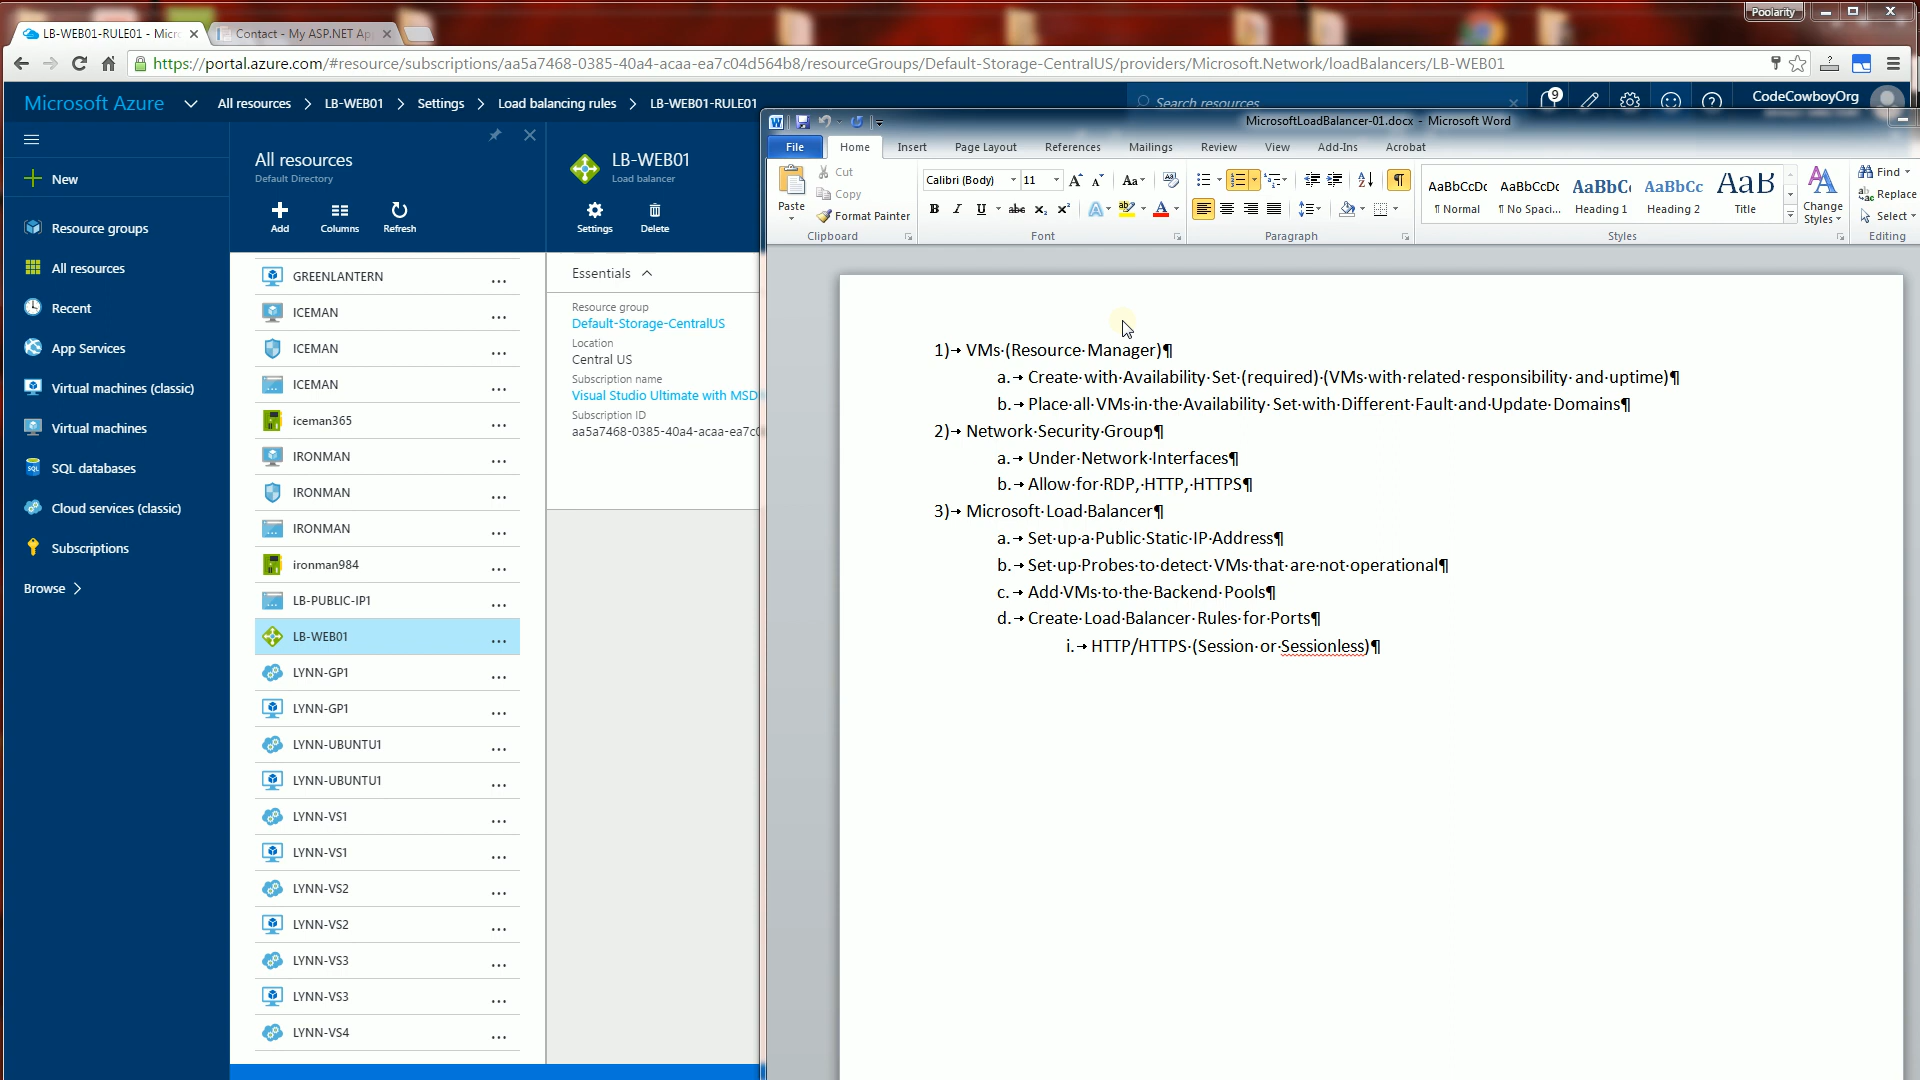 Poolarity
LB-WEB01-RULE01 - Micr
Contact - My ASP.NET Ap
https://portal.azure.com/#resource/subscriptions/aa5a7468-0385-40a4-acaa-ea7c04d564b8/resourceGroups/Default-Storage-CentralUS/providers/Microsoft.Network/loadBalancers/LB-WEB01
Microsoft Azure
All resources > LB-WEB01 > Settings > Load balancing rules > LB-WEB01-RULE01
Search resources
9
CodeCowboyOrg
New
Resource groups
All resources
Recent
App Services
Virtual machines (classic)
Virtual machines
SQL databases
Cloud services (classic)
Subscriptions
Browse >
All resources
Default Directory
Add
Columns
Refresh
GREENLANTERN ...
ICEMAN ...
ICEMAN ...
ICEMAN ...
iceman365 ...
IRONMAN ...
IRONMAN ...
IRONMAN ...
ironman984 ...
LB-PUBLIC-IP1 ...
LB-WEB01 ...
LYNN-GP1 ...
LYNN-GP1 ...
LYNN-UBUNTU1 ...
LYNN-UBUNTU1 ...
LYNN-VS1 ...
LYNN-VS1 ...
LYNN-VS2 ...
LYNN-VS2 ...
LYNN-VS3 ...
LYNN-VS3 ...
LYNN-VS4 ...
LB-WEB01
Load balancer
Settings
Delete
Essentials
Resource group
Default-Storage-CentralUS
Location
Central US
Subscription name
Visual Studio Ultimate with MSD
Subscription ID
aa5a7468-0385-40a4-acaa-ea7c0
MicrosoftLoadBalancer-01.docx - Microsoft Word
File Home Insert Page Layout References Mailings Review View Add-Ins Acrobat
Paste
Cut
Copy
Format Painter
Clipboard
Calibri (Body) 11
Font
Paragraph
AaBbCcDc AaBbCcDc AaBbC AaBbCc AaB
¶ Normal ¶ No Spaci... Heading 1 Heading 2 Title
Change Styles
Styles
Find
Replace
Select
Editing
1)→ VMs·(Resource·Manager)¶
a.→ Create·with·Availability·Set·(required)·(VMs·with·related·responsibility·and·uptime)¶
b.→ Place·all·VMs·in·the·Availability·Set·with·Different·Fault·and·Update·Domains¶
2)→ Network·Security·Group¶
a.→ Under·Network·Interfaces¶
b.→ Allow·for·RDP,·HTTP,·HTTPS¶
3)→ Microsoft·Load·Balancer¶
a.→ Set·up·a·Public·Static·IP·Address¶
b.→ Set·up·Probes·to·detect·VMs·that·are·not·operational¶
c.→ Add·VMs·to·the·Backend·Pools¶
d.→ Create·Load·Balancer·Rules·for·Ports¶
i.→ HTTP/HTTPS·(Session·or·Sessionless)¶